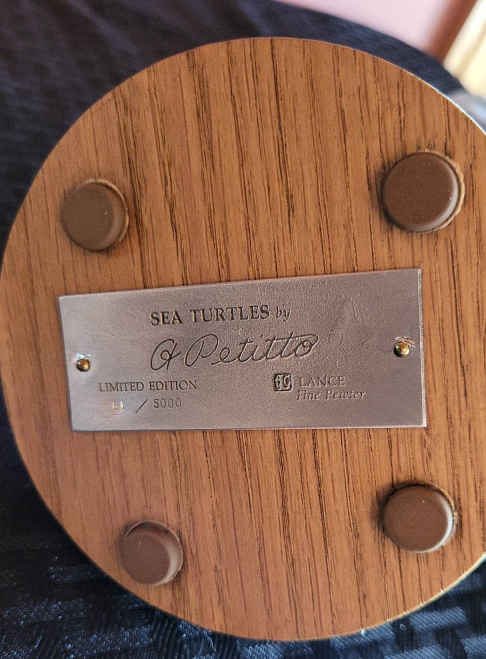 SEA TURTLES by
A Petitto
LIMITED EDITION
/ 5000
LANCE
Fine Pewter